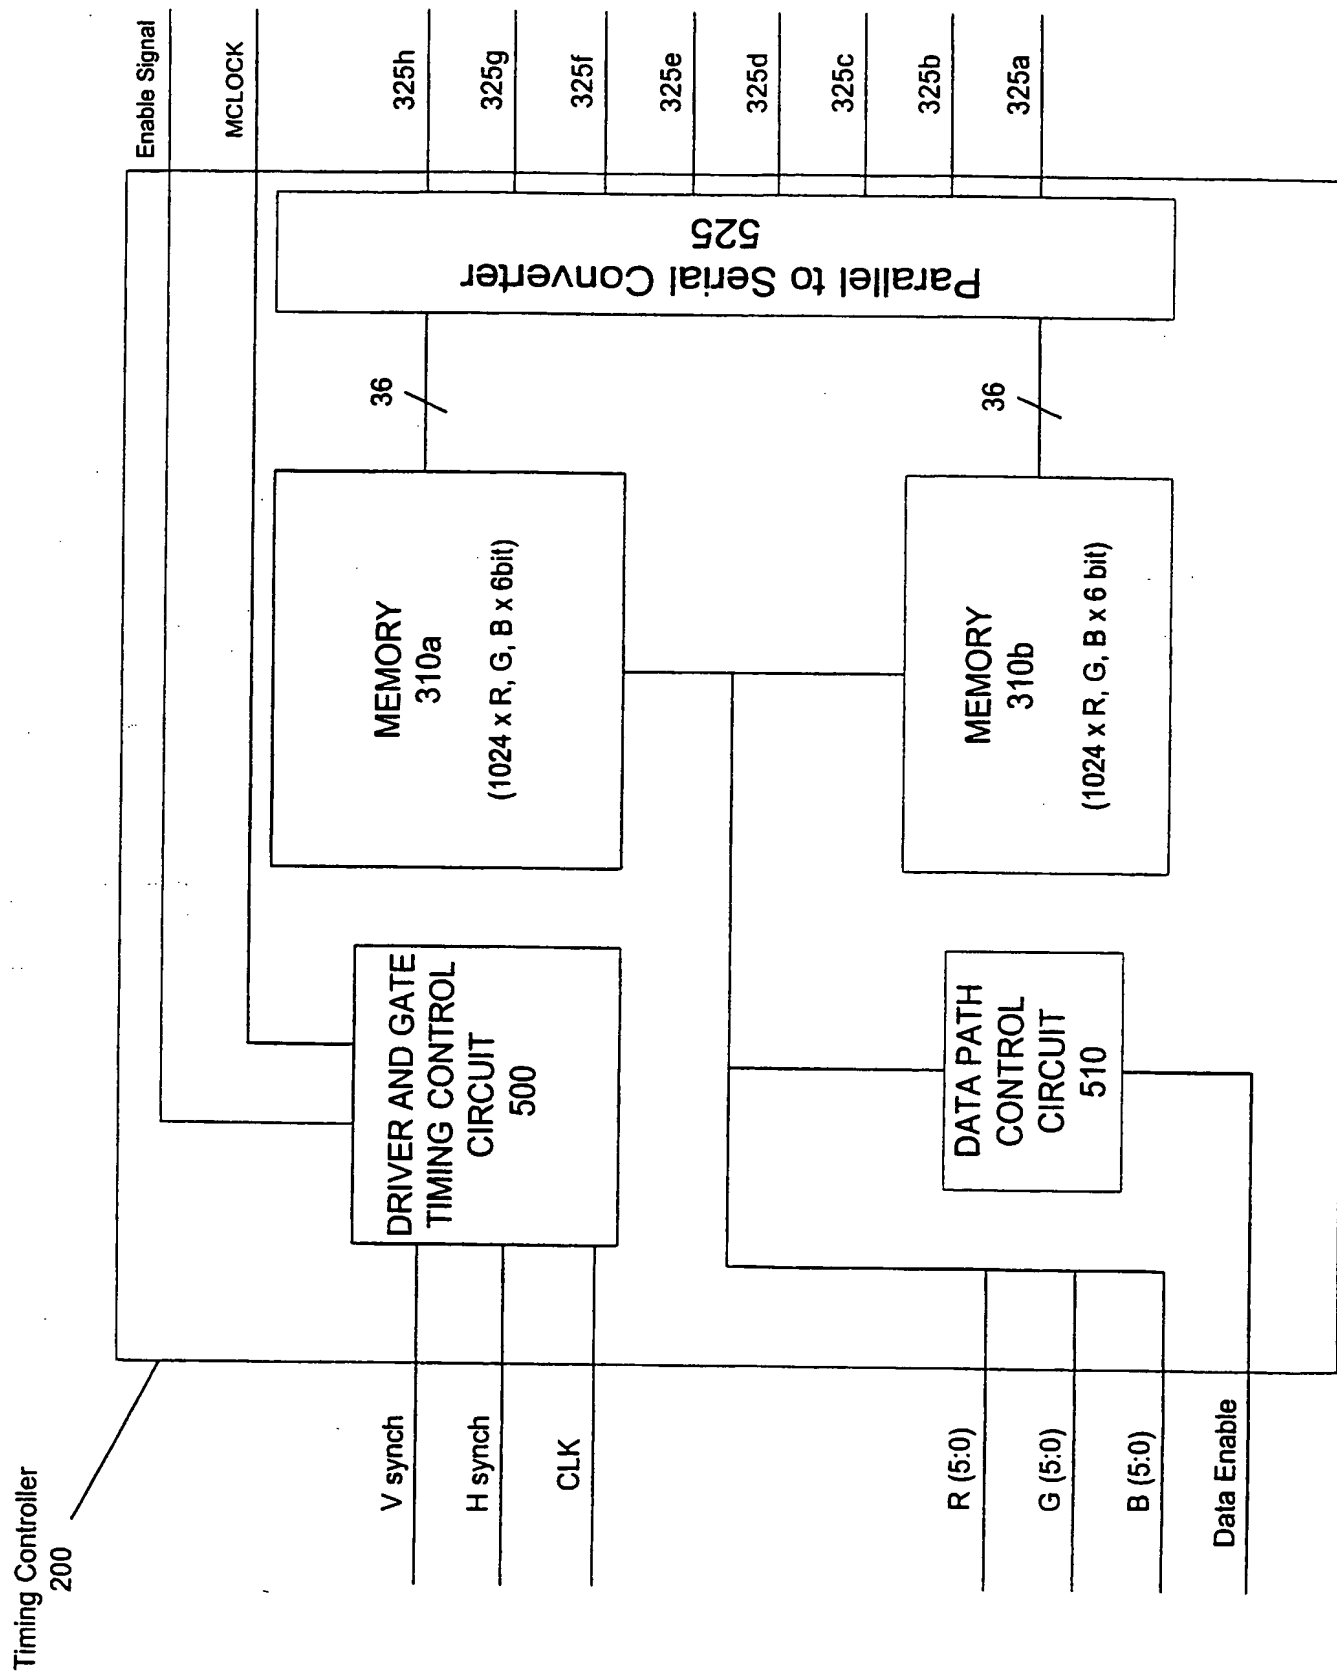 Timing Controller
200
V synch
H synch
CLK
R (5:0)
G (5:0)
B (5:0)
Data Enable
DRIVER AND GATE
TIMING CONTROL
CIRCUIT
500
DATA PATH
CONTROL
CIRCUIT
510
MEMORY
310a
(1024 x R, G, B x 6bit)
MEMORY
310b
(1024 x R, G, B x 6 bit)
36
36
Parallel to Serial Converter
525
Enable Signal
MCLOCK
325h
325g
325f
325e
325d
325c
325b
325a